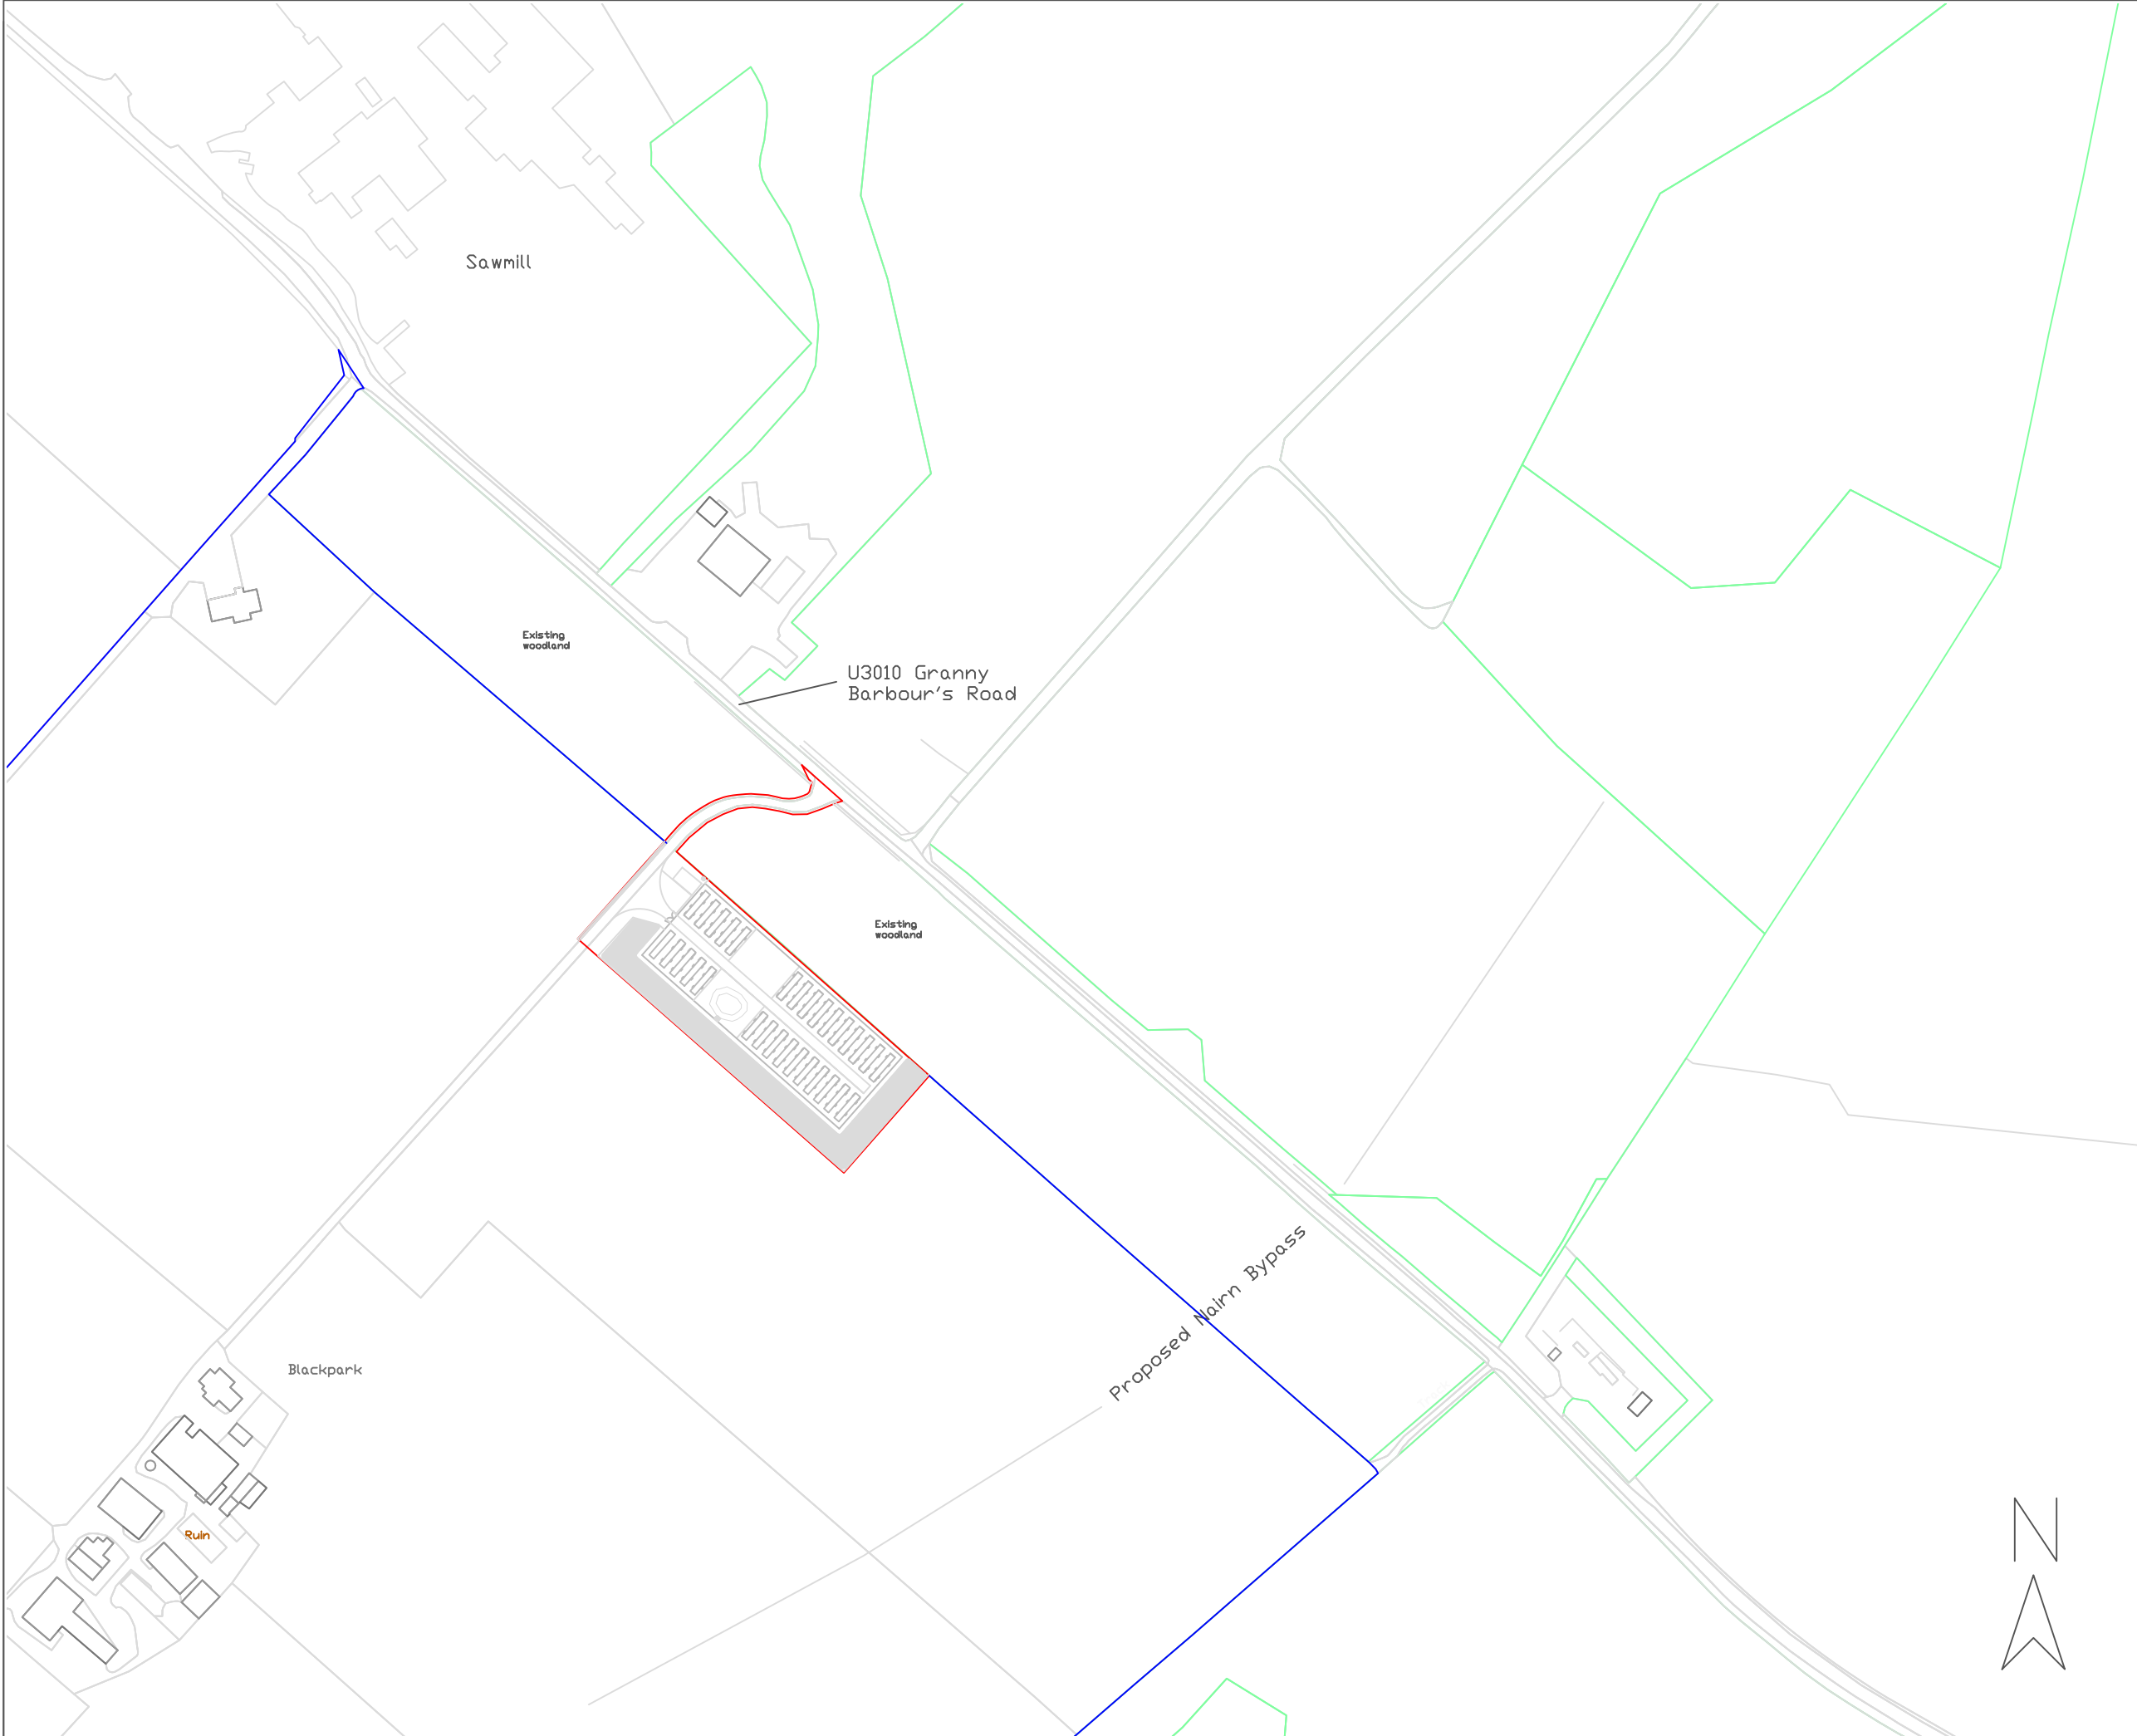 Sawmill
Existing
woodland
U3010 Granny
Barbour's Road
Existing
woodland
Proposed Nairn Bypass
Blackpark
Ruin
N